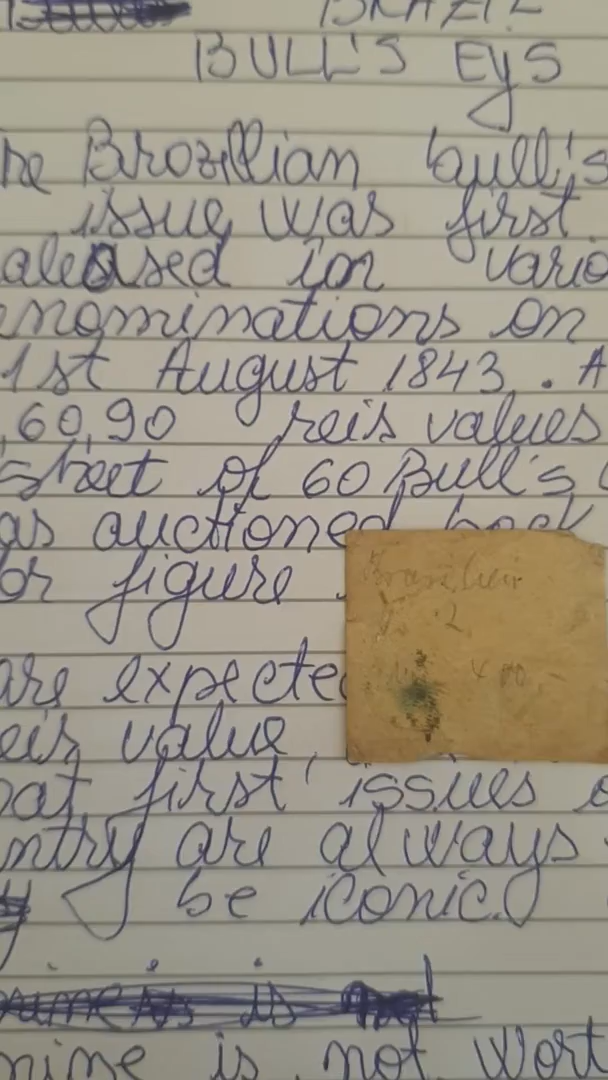 BRAZIL
BULL'S EyS
he Brozillian bull's
issue was first
aleased in vario
enominations on
1st August 1843. A
,60,90 reis values
sheet of 60 Bull's
as auctioned back
or figure
are expecte
eis value,
hat first issues o
ntry are always
be iconic.
is
mine is not wort